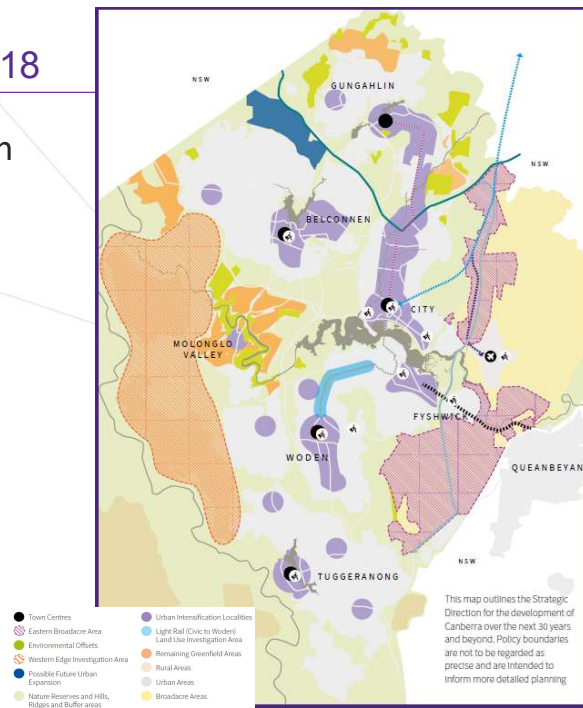 18
n
NSW
GUNGAHLIN
NSW
BELCONNEN
CITY
MOLONGLO
VALLEY
FYSHWICK
WODEN
QUEANBEYAN
NSW
TUGGERANONG
This map outlines the Strategic
Direction for the development of
Canberra over the next 30 years
and beyond. Policy boundaries
are not to be regarded as
precise and are intended to
inform more detailed planning
Town Centres
Eastern Broadacre Area
Environmental Offsets
Western Edge Investigation Area
Possible Future Urban
Expansion
Nature Reserves and Hills,
Ridges and Buffer areas
Urban Intensification Localities
Light Rail (Civic to Woden)
Land Use Investigation Area
Remaining Greenfield Areas
Rural Areas
Urban Areas
Broadacre Areas